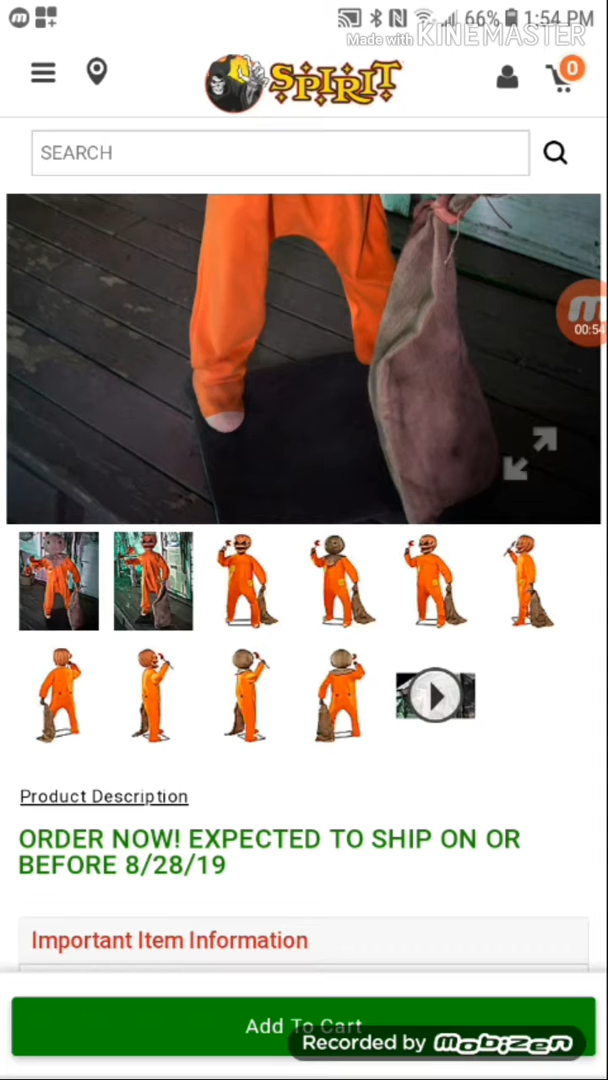 66% 1:54 PM
Made with KINEMASTER
SPIRIT
0
SEARCH
00:54
Product Description
ORDER NOW! EXPECTED TO SHIP ON OR
BEFORE 8/28/19
Important Item Information
Add To Cart
Recorded by mobizen